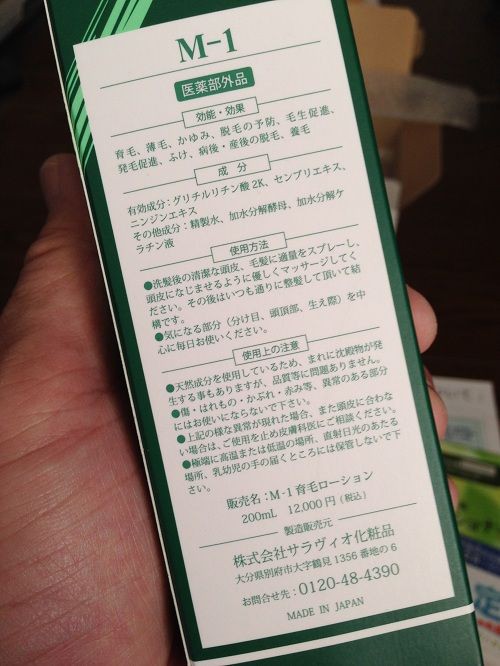 M-1
医薬部外品
効能・効果
育毛、薄毛、かゆみ、脱毛の予防、毛生促進、
発毛促進、ふけ、病後・産後の脱毛、養毛
成 分
有効成分：グリチルリチン酸2K、センブリエキス、
ニンジンエキス
その他成分：精製水、加水分解酵母、加水分解ケ
ラチン液
使用方法
●洗髪後の清潔な頭皮、毛髪に適量をスプレーし、
頭皮になじませるように優しくマッサージしてく
ださい。その後はいつも通りに整髪して頂いて結
構です。
●気になる部分（分け目、頭頂部、生え際）を中
心に毎日お使いください。
使用上の注意
●天然成分を使用しているため、まれに沈殿物が発
生する事もありますが、品質等に問題ありません。
●傷・はれもの・かぶれ・赤み等、異常のある部分
にはお使いにならないで下さい。
●上記の様な異常が現れた場合、また頭皮に合わな
い場合は、ご使用を止め皮膚科医にご相談ください。
●極端に高温または低温の場所、直射日光のあたる
場所、乳幼児の手の届くところには保管しないで下
さい。
販売名：M-1育毛ローション
200mL 12,000円（税込）
製造販売元
株式会社サラヴィオ化粧品
大分県別府市大字鶴見1356番地の6
お問合せ先：0120-48-4390
MADE IN JAPAN